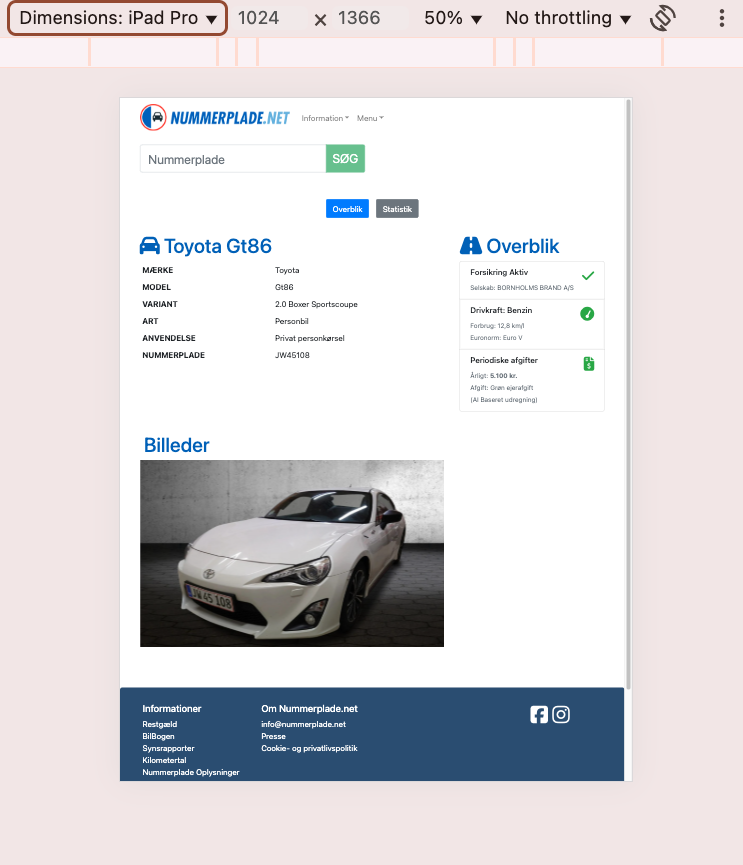 Dimensions: iPad Pro ▼ 1024 × 1366 50% ▼ No throttling ▼
NUMMERPLADE.NET Information Menu
Nummerplade SØG
Overblik Statistik
Toyota Gt86
MÆRKE Toyota
MODEL Gt86
VARIANT 2.0 Boxer Sportscoupe
ART Personbil
ANVENDELSE Privat personkørsel
NUMMERPLADE JW45108
Overblik
Forsikring Aktiv
Selskab: BORNHOLMS BRAND A/S
Drivkraft: Benzin
Forbrug: 12,8 km/l
Euronorm: Euro V
Periodiske afgifter
Årligt: 5.100 kr.
Afgift: Grøn ejerafgift
(AI Baseret udregning)
Billeder
JW 45 108
Informationer
Restgæld
BilBogen
Synsrapporter
Kilometertal
Nummerplade Oplysninger
Om Nummerplade.net
info@nummerplade.net
Presse
Cookie- og privatlivspolitik